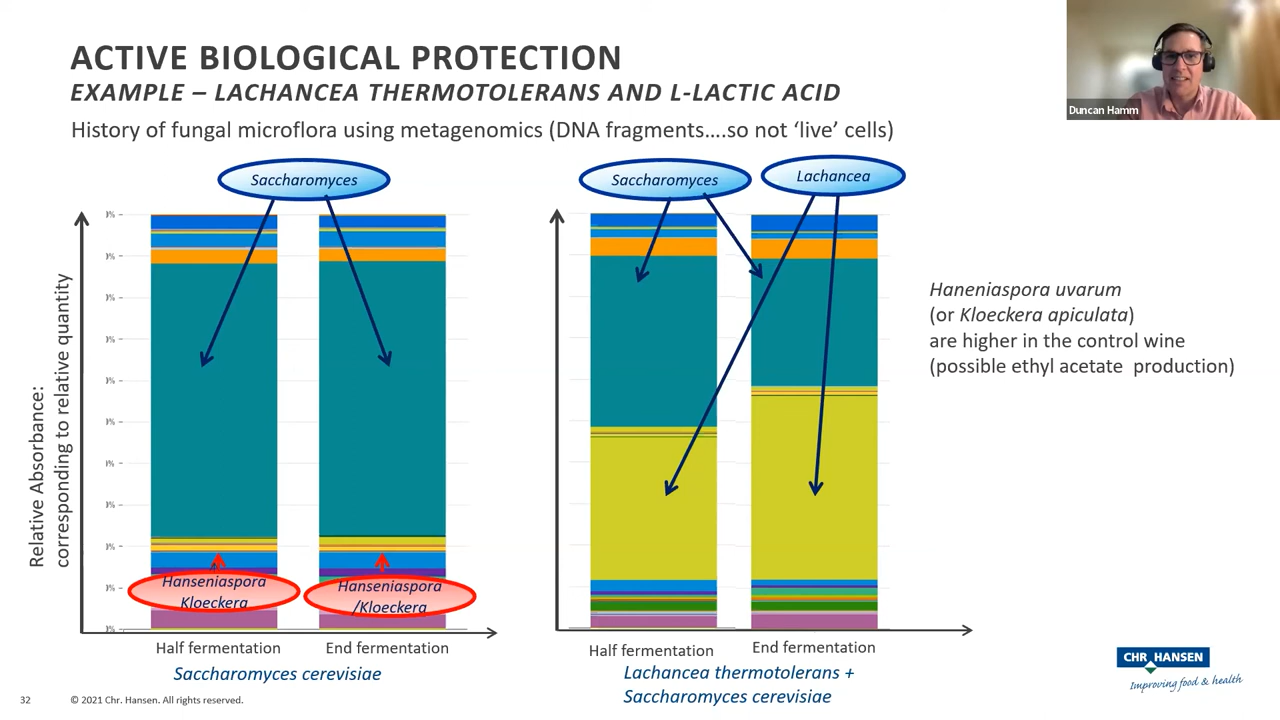 ACTIVE BIOLOGICAL PROTECTION
EXAMPLE – LACHANCEA THERMOTOLERANS AND L-LACTIC ACID
History of fungal microflora using metagenomics (DNA fragments....so not ‘live’ cells)
Duncan Hamm
Saccharomyces
Saccharomyces
Lachancea
Relative Absorbance:
corresponding to relative quantity
Haneniaspora uvarum
(or Kloeckera apiculata)
are higher in the control wine
(possible ethyl acetate production)
Hanseniaspora
Kloeckera
Hanseniaspora
/Kloeckera
Half fermentation
End fermentation
Saccharomyces cerevisiae
Half fermentation
End fermentation
Lachancea thermotolerans +
Saccharomyces cerevisiae
CHR HANSEN
Improving food & health
32
© 2021 Chr. Hansen. All rights reserved.